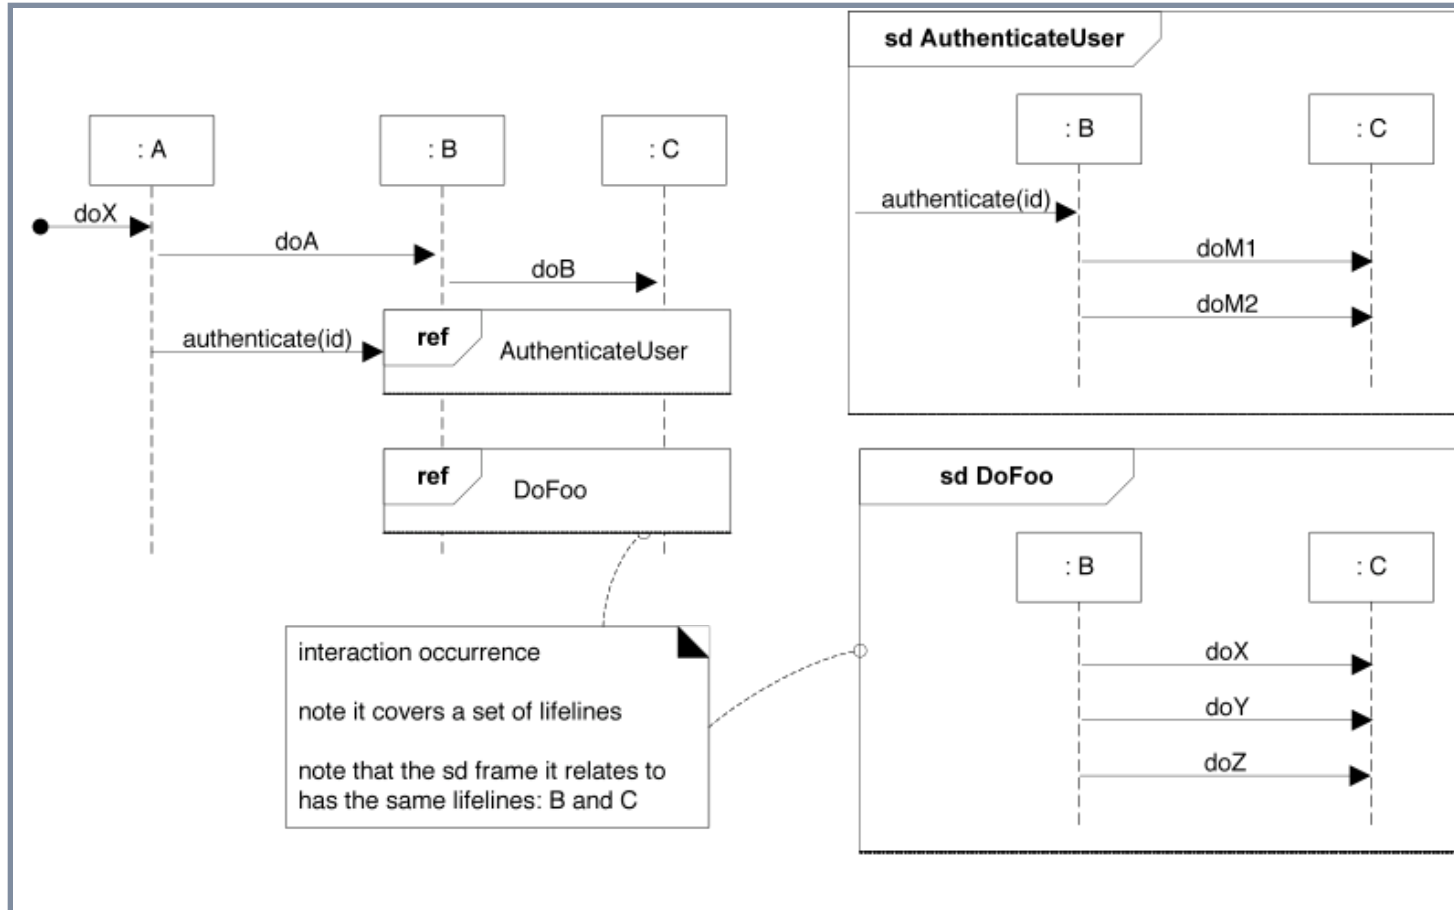 : A
: B
: C
doX
doA
doB
authenticate(id)
ref
AuthenticateUser
ref
DoFoo
interaction occurrence
note it covers a set of lifelines
note that the sd frame it relates to
has the same lifelines: B and C
sd AuthenticateUser
: B
: C
authenticate(id)
doM1
doM2
sd DoFoo
: B
: C
doX
doY
doZ